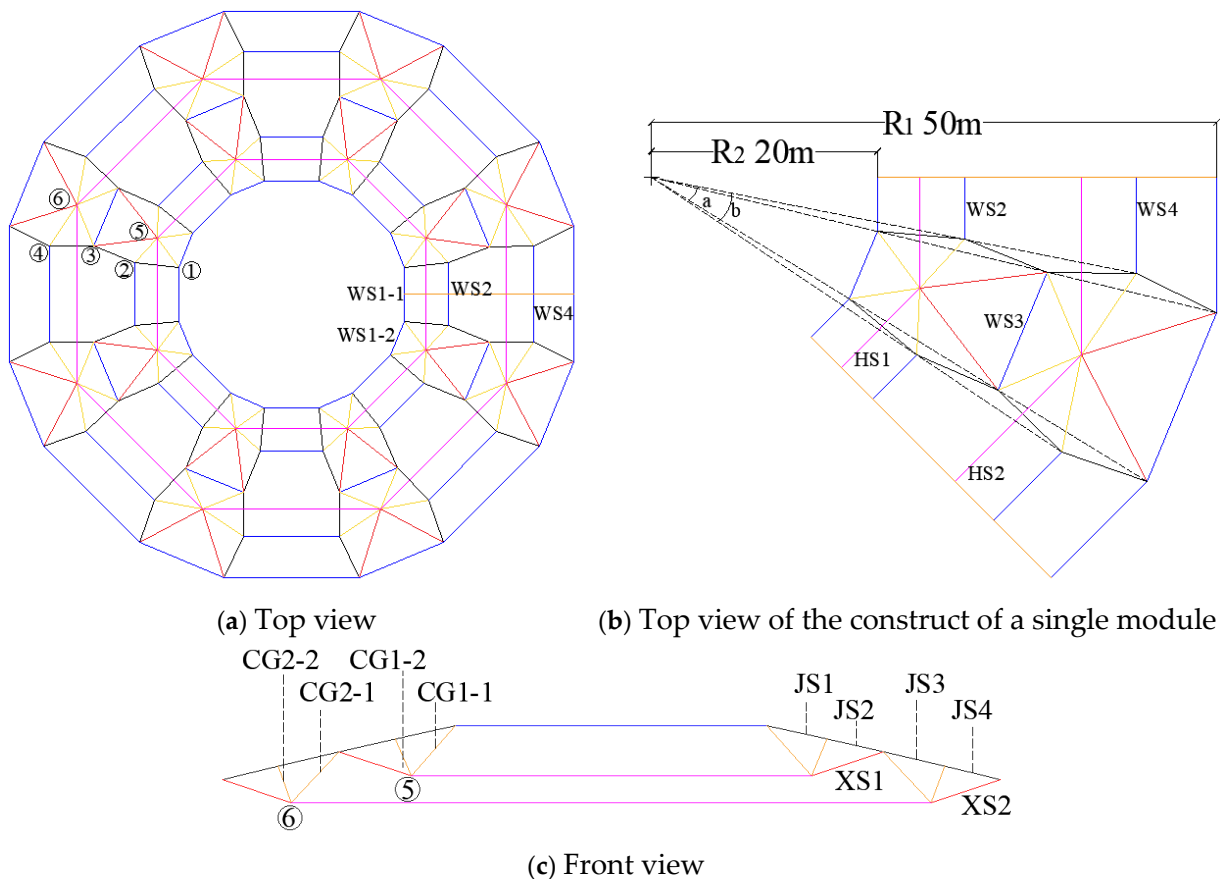 ⑥
⑤
④
③
②
①
WS1-1
WS2
WS4
WS1-2
(a) Top view
R1 50m
R2 20m
a
b
WS2
WS4
WS3
HS1
HS2
(b) Top view of the construct of a single module
CG2-2
CG1-2
CG2-1
CG1-1
JS1
JS2
JS3
JS4
⑤
XS1
⑥
XS2
(c) Front view